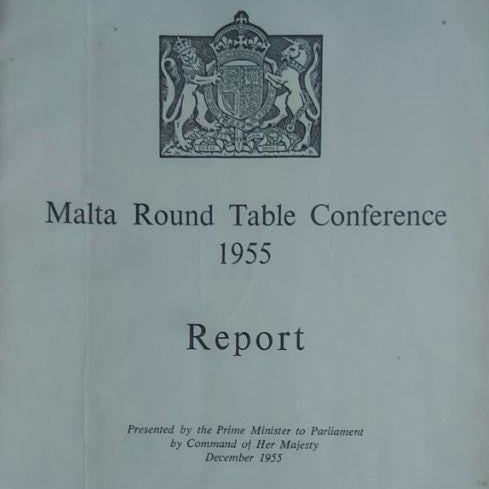 Malta Round Table Conference
1955
Report
Presented by the Prime Minister to Parliament
by Command of Her Majesty
December 1955